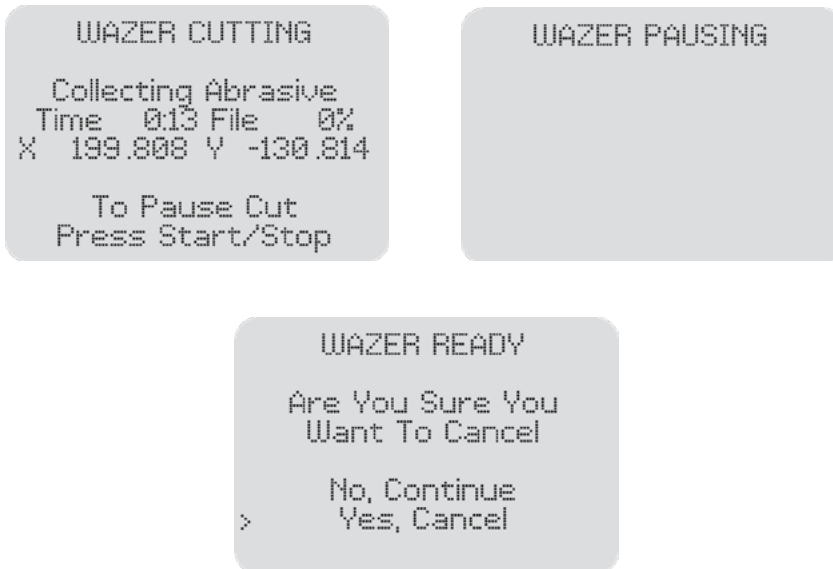 WAZER CUTTING
Collecting Abrasive
Time 0:13 File 0%
X 199.808 Y -130.814
To Pause Cut
Press Start/Stop
WAZER PAUSING
WAZER READY
Are You Sure You
Want To Cancel
No, Continue
> Yes, Cancel